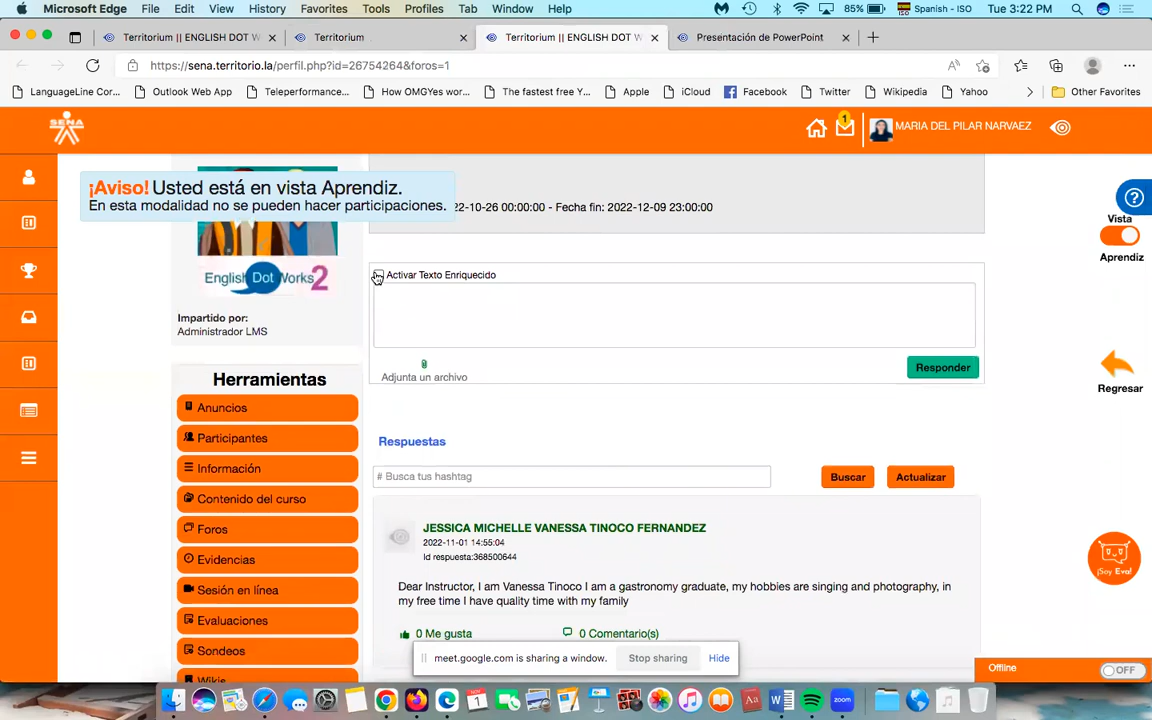 Microsoft Edge File Edit View History Favorites Tools Profiles Tab Window Help 85% Spanish - ISO Tue 3:22 PM
Territorium || ENGLISH DOT W Territorium Territorium || ENGLISH DOT W Presentación de PowerPoint
https://sena.territorio.la/perfil.php?id=26754264&foros=1
LanguageLine Cor... Outlook Web App Teleperformance... How OMGYes wor... The fastest free Y... Apple iCloud Facebook Twitter Wikipedia Yahoo Other Favorites
SENA 1 MARIA DEL PILAR NARVAEZ
¡Aviso! Usted está en vista Aprendiz.
En esta modalidad no se pueden hacer participaciones.
22-10-26 00:00:00 - Fecha fin: 2022-12-09 23:00:00
Vista
Aprendiz
Activar Texto Enriquecido
English Dot Works 2
Impartido por:
Administrador LMS
Adjunta un archivo
Responder
Regresar
Herramientas
Anuncios
Participantes
Información
Contenido del curso
Foros
Evidencias
Sesión en línea
Evaluaciones
Sondeos
Wikis
Respuestas
# Busca tus hashtag
Buscar
Actualizar
JESSICA MICHELLE VANESSA TINOCO FERNANDEZ
2022-11-01 14:55:04
Id respuesta:368500644
Dear Instructor, I am Vanessa Tinoco I am a gastronomy graduate, my hobbies are singing and photography, in
my free time I have quality time with my family
0 Me gusta 0 Comentario(s)
¡Soy Eva!
meet.google.com is sharing a window. Stop sharing Hide
Offline OFF
zoom